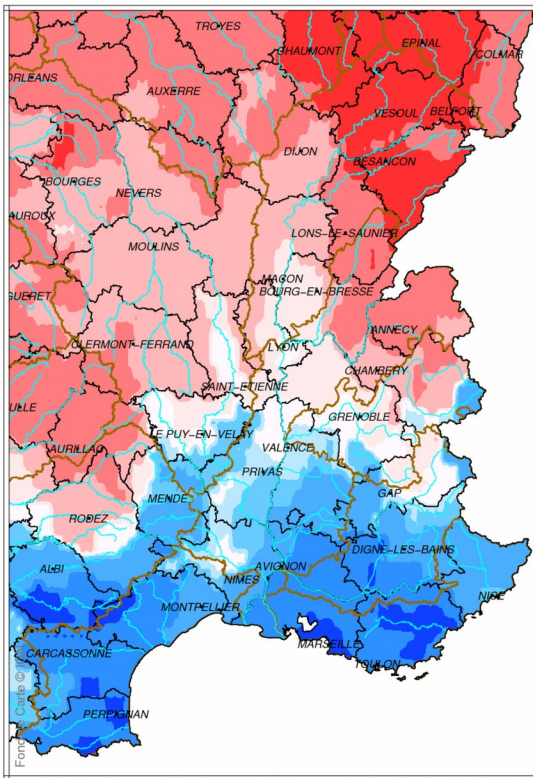 TROYES
EPINAL
CHAUMONT
COLMAR
ORLEANS
AUXERRE
VESOUL
BELFORT
DIJON
BESANCON
BOURGES
NEVERS
AUROUX
LONS-LE-SAUNIER
MOULINS
MACON
BOURG-EN-BRESSE
GUERET
ANNECY
CLERMONT-FERRAND
LYON
CHAMBERY
SAINT-ETIENNE
GRENOBLE
ULLE
LE PUY-EN-VELAY
AURILLAC
VALENCE
PRIVAS
MENDE
GAP
RODEZ
DIGNE-LES-BAINS
ALBI
AVIGNON
NIMES
NICE
MONTPELLIER
MARSEILLE
CARCASSONNE
TOULON
PERPIGNAN
Fond de Carte ©